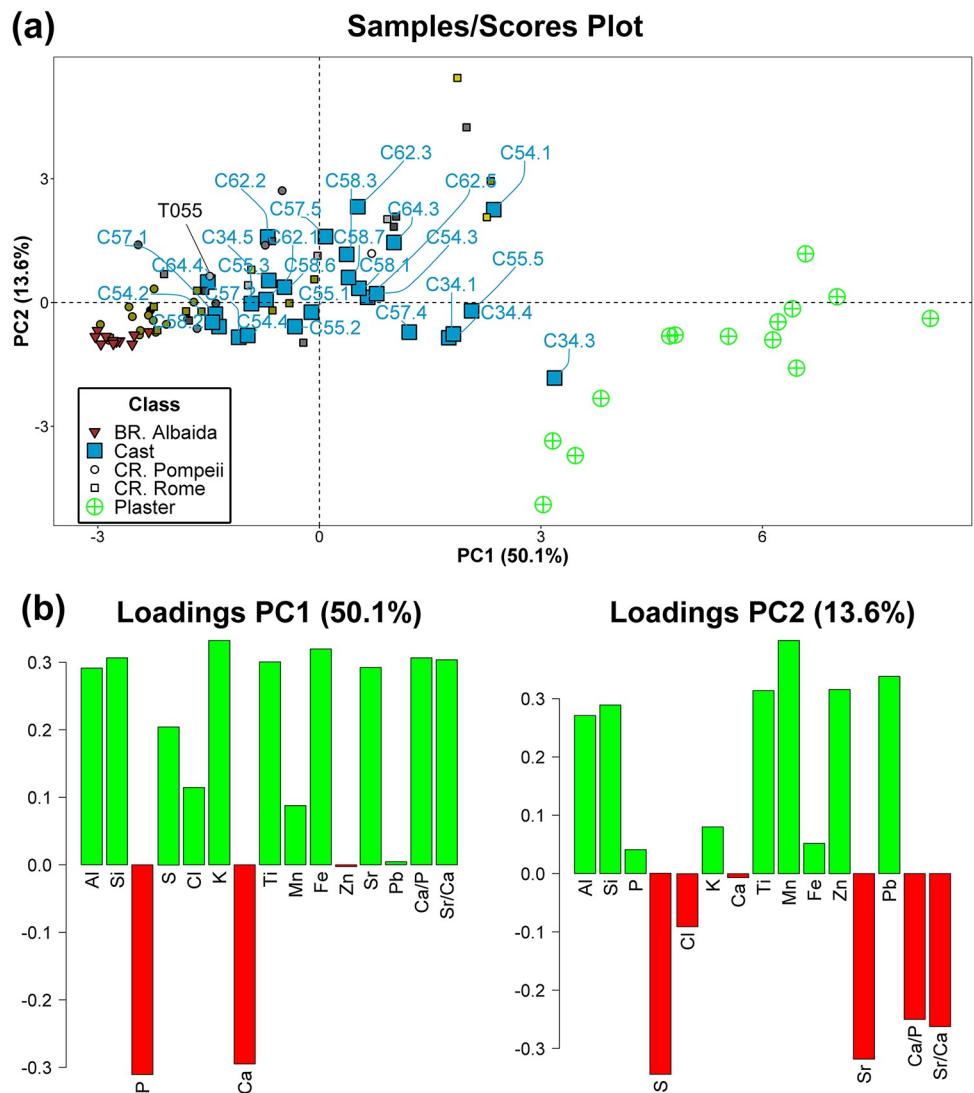 (a)
Samples/Scores Plot
C62.3
C54.1
C62.2
C58.3
C62.5
T055
C57.5
C64.3
C57.1
C34.5
C62.1
C58.7
C54.3
C64.4
C55.3
C58.6
C58.1
C55.5
C54.2
C57.2
C55.1
C34.1
C58.2
C54.4
C55.2
C57.4
C34.4
C34.3
PC2 (13.6%)
3
0
-3
Class
BR. Albaida
Cast
CR. Pompeii
CR. Rome
Plaster
-3 0 3 6
PC1 (50.1%)
(b)
Loadings PC1 (50.1%)
0.3
0.2
0.1
0.0
-0.1
-0.2
-0.3
Al Si P S Cl K Ca Ti Mn Fe Zn Sr Pb Ca/P Sr/Ca
Loadings PC2 (13.6%)
0.3
0.2
0.1
0.0
-0.1
-0.2
-0.3
Al Si P S Cl K Ca Ti Mn Fe Zn Sr Pb Ca/P Sr/Ca